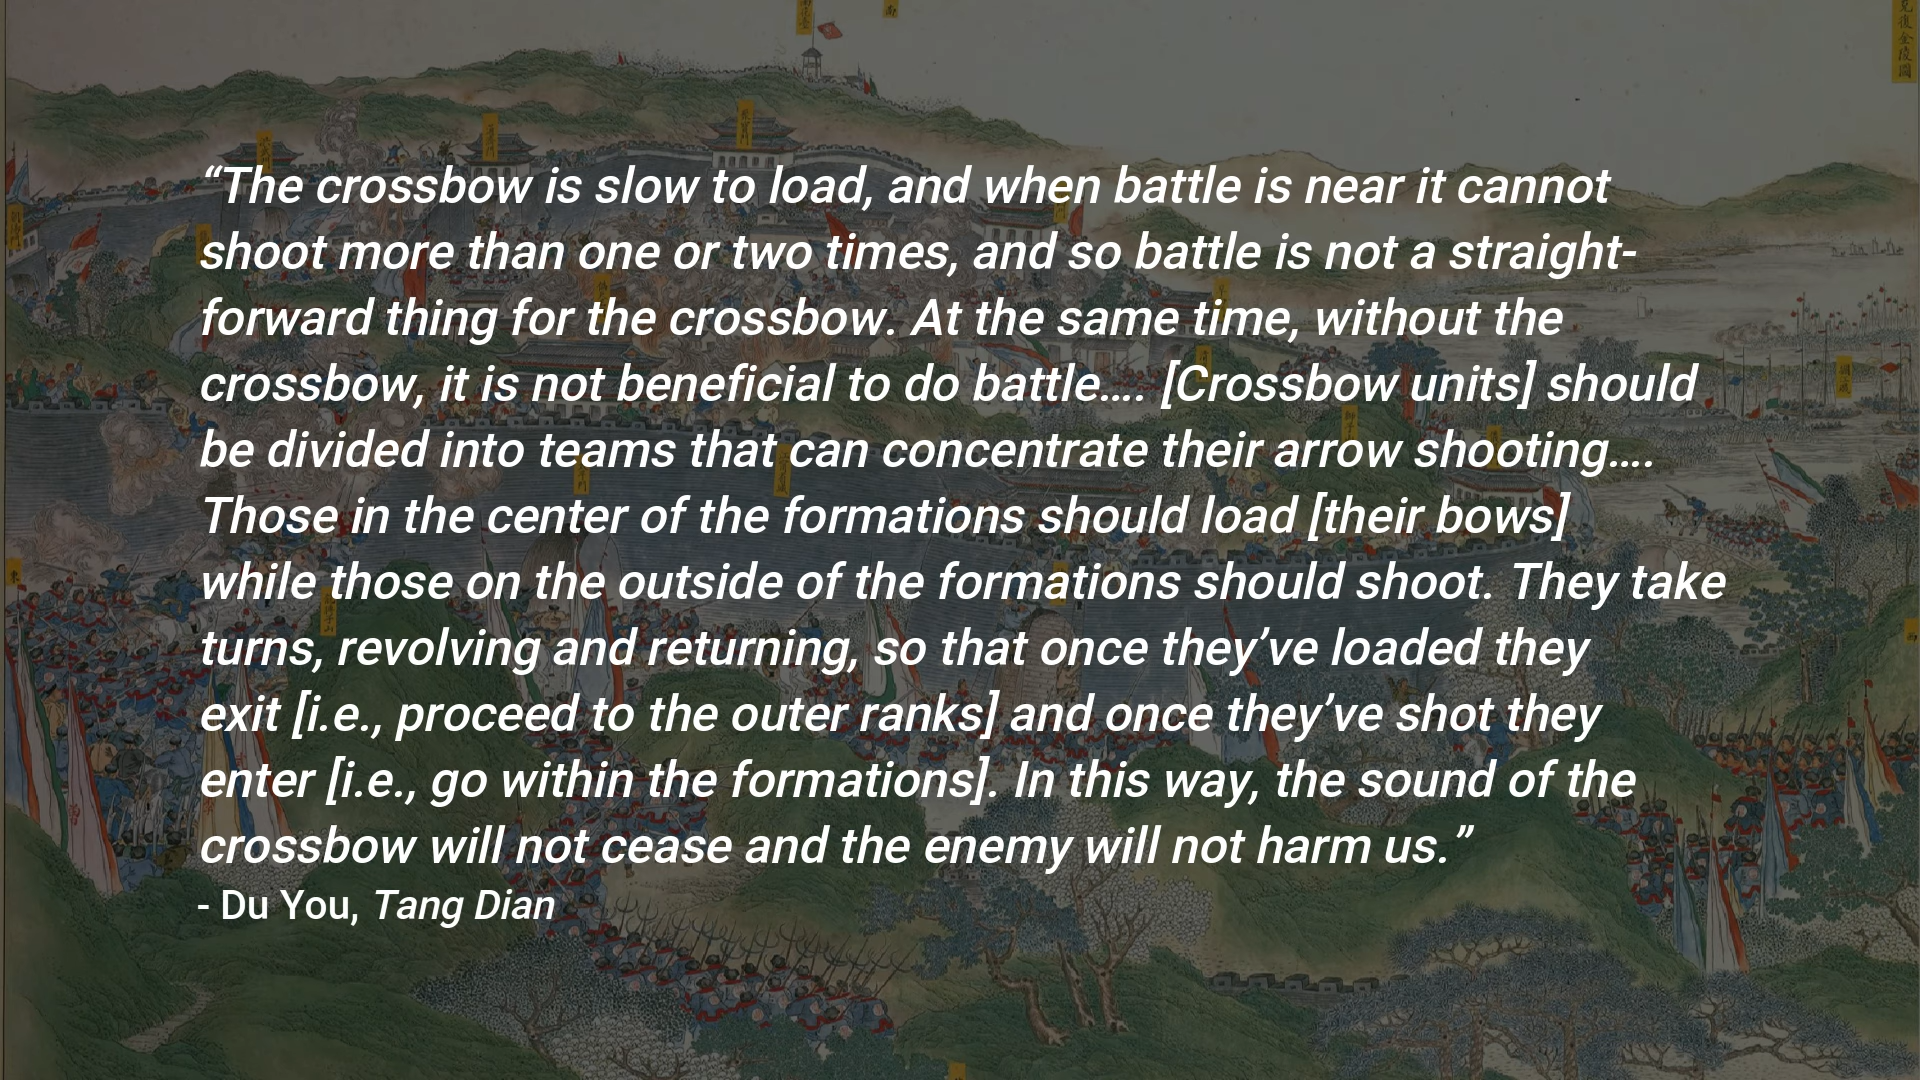 “The crossbow is slow to load, and when battle is near it cannot
shoot more than one or two times, and so battle is not a straight-
forward thing for the crossbow. At the same time, without the
crossbow, it is not beneficial to do battle…. [Crossbow units] should
be divided into teams that can concentrate their arrow shooting….
Those in the center of the formations should load [their bows]
while those on the outside of the formations should shoot. They take
turns, revolving and returning, so that once they’ve loaded they
exit [i.e., proceed to the outer ranks] and once they’ve shot they
enter [i.e., go within the formations]. In this way, the sound of the
crossbow will not cease and the enemy will not harm us.”
- Du You, Tang Dian